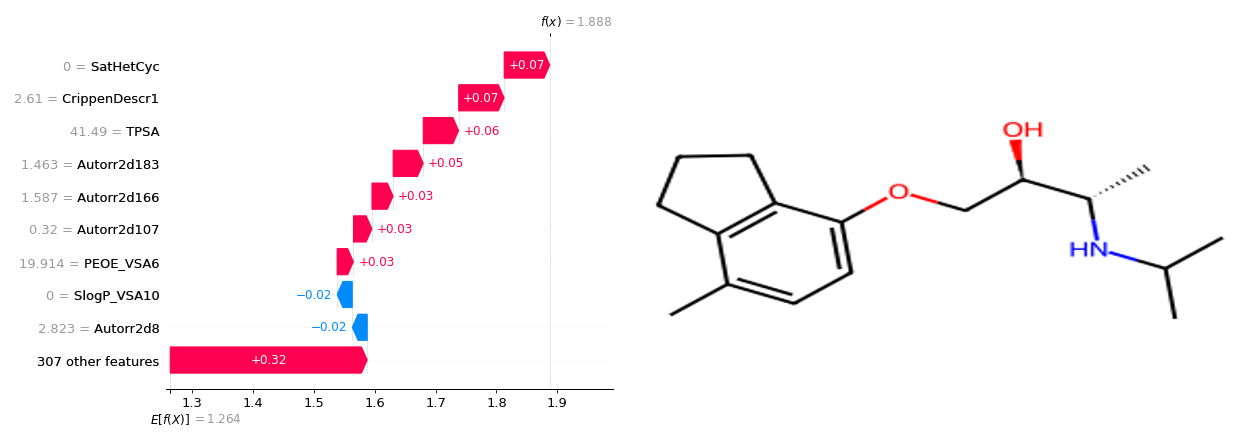 f(x) = 1.888
0 = SatHetCyc +0.07
2.61 = CrippenDescr1 +0.07
41.49 = TPSA +0.06
1.463 = Autorr2d183 +0.05
1.587 = Autorr2d166 +0.03
0.32 = Autorr2d107 +0.03
19.914 = PEOE_VSA6 +0.03
0 = SlogP_VSA10 −0.02
2.823 = Autorr2d8 −0.02
307 other features +0.32
1.3 1.4 1.5 1.6 1.7 1.8 1.9
E[f(X)] = 1.264
OH
O
HN